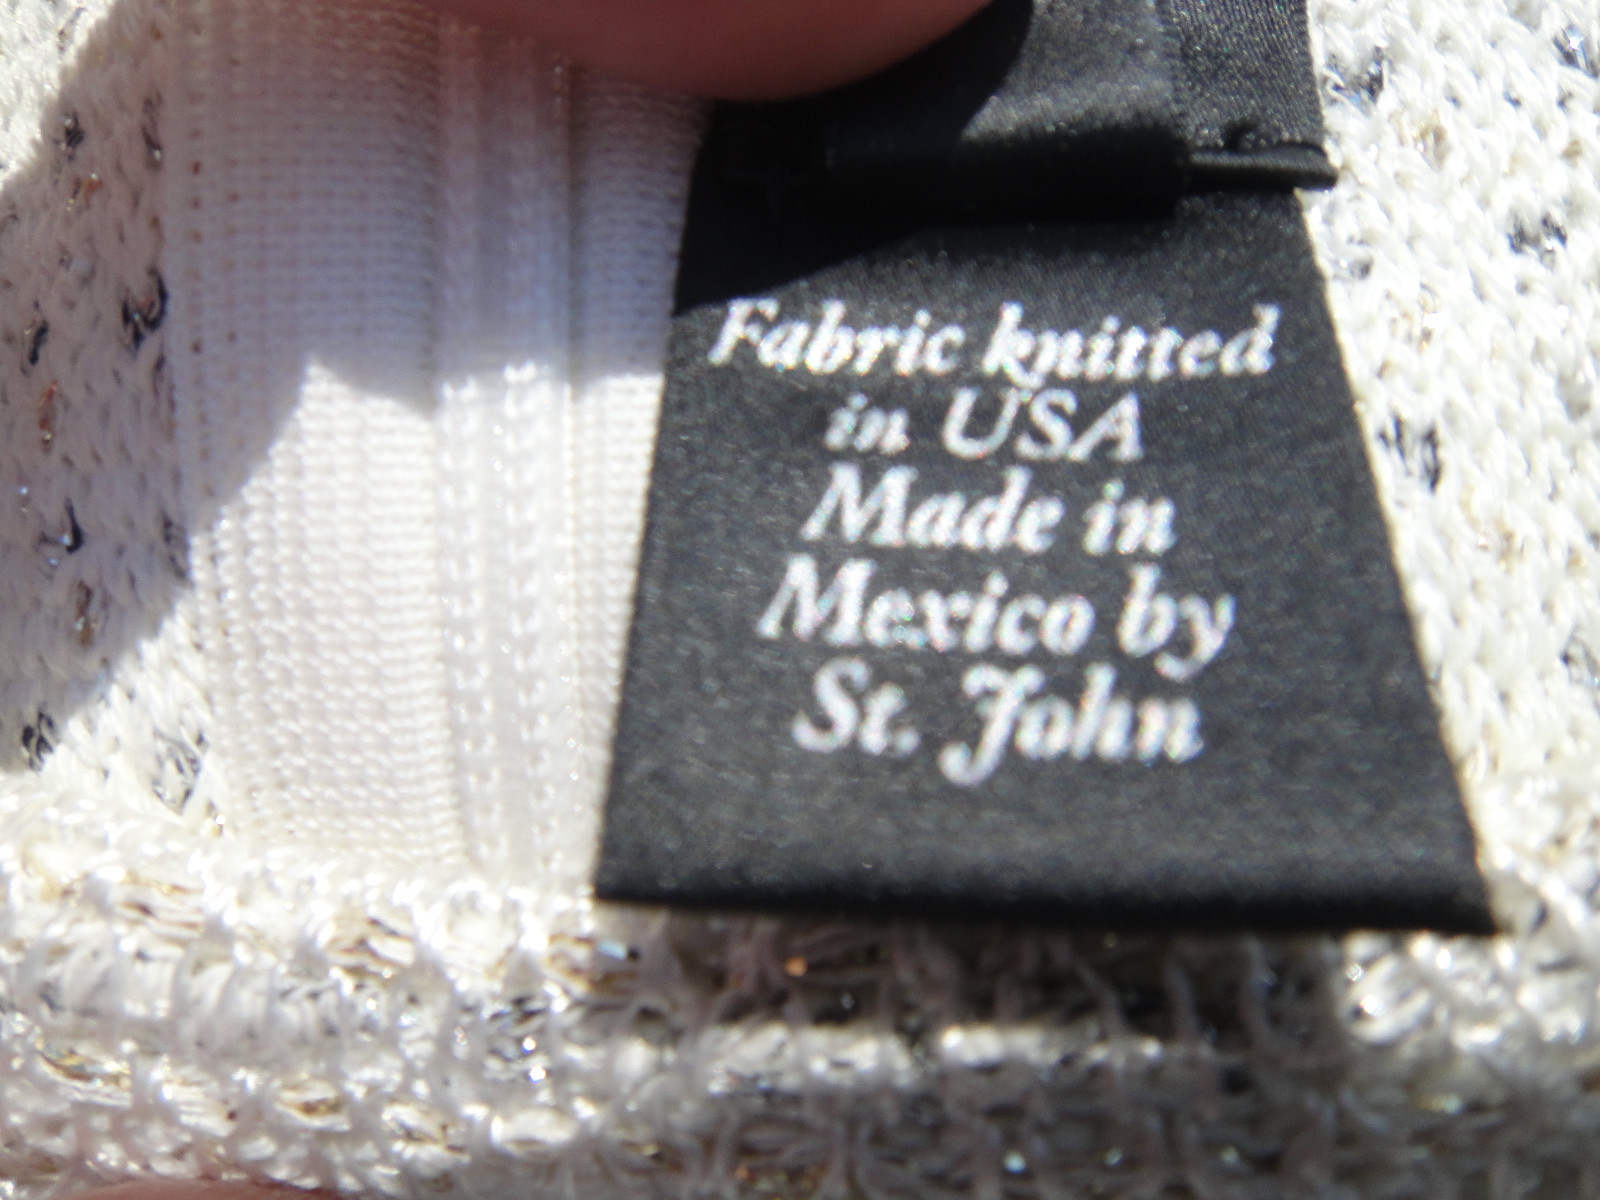 Fabric knitted
in USA
Made in
Mexico by
St. John